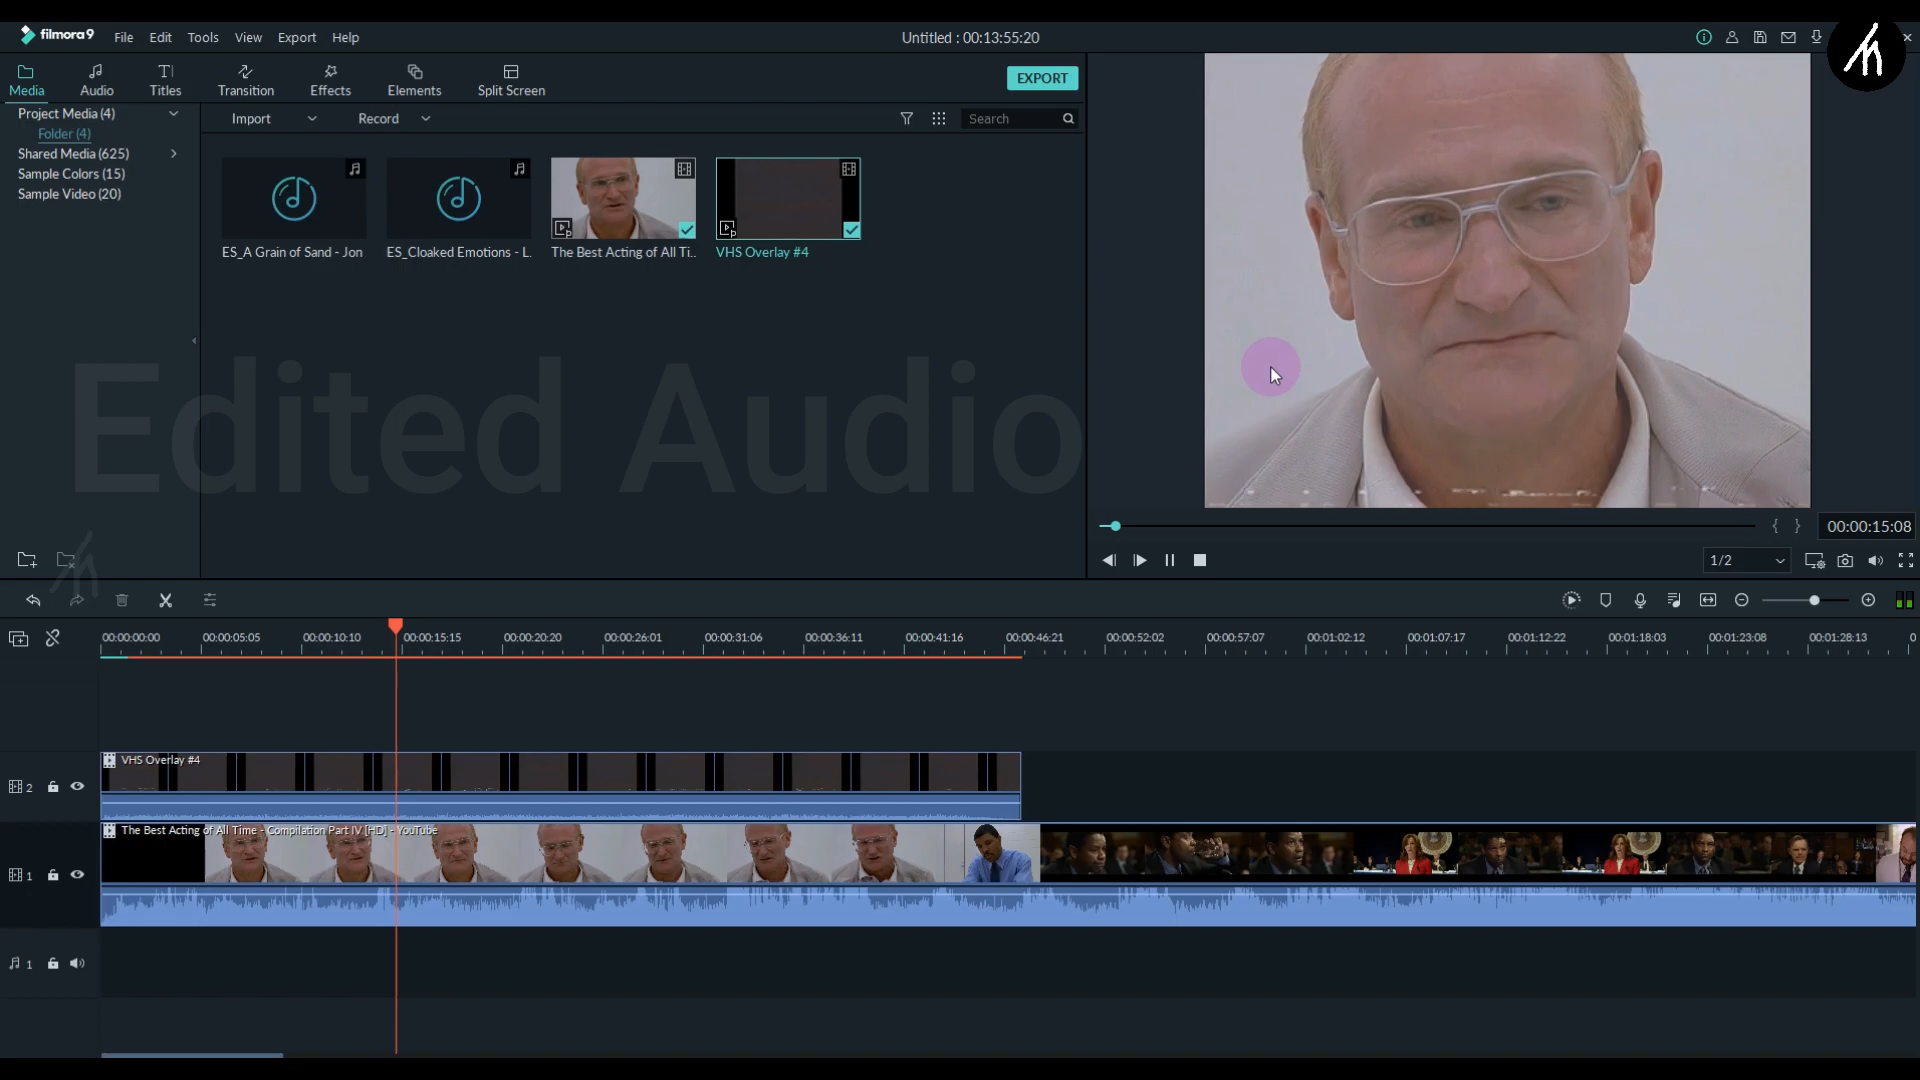 filmora9 File Edit Tools View Export Help Untitled : 00:13:55:20
Media Audio Titles Transition Effects Elements Split Screen EXPORT
Project Media (4)
Folder (4)
Shared Media (625)
Sample Colors (15)
Sample Video (20)
Import Record Search
ES_A Grain of Sand - Jon ES_Cloaked Emotions - L. The Best Acting of All Ti.. VHS Overlay #4
Edited Audio
00:00:15:08
1/2
00:00:00:00 00:00:05:05 00:00:10:10 00:00:15:15 00:00:20:20 00:00:26:01 00:00:31:06 00:00:36:11 00:00:41:16 00:00:46:21 00:00:52:02 00:00:57:07 00:01:02:12 00:01:07:17 00:01:12:22 00:01:18:03 00:01:23:08 00:01:28:13 0
VHS Overlay #4
2
The Best Acting of All Time - Compilation Part IV [HD] - YouTube
1
1